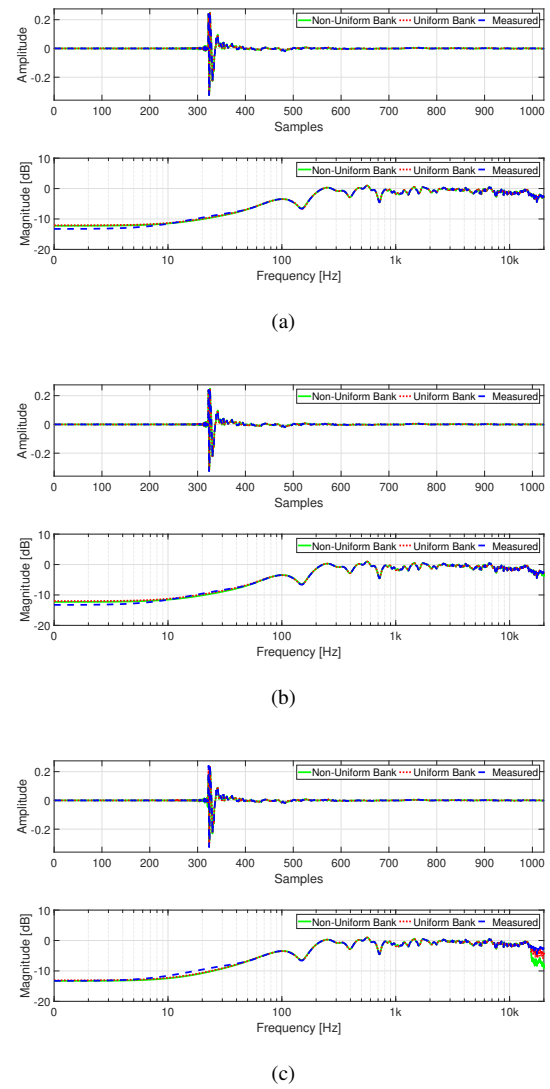 0.2
0
-0.2
Amplitude
Non-Uniform Bank Uniform Bank Measured
0 100 200 300 400 500 600 700 800 900 1000
Samples
10
0
-10
-20
Magnitude [dB]
Non-Uniform Bank Uniform Bank Measured
0 10 100 1k 10k
Frequency [Hz]
(a)
0.2
0
-0.2
Amplitude
Non-Uniform Bank Uniform Bank Measured
0 100 200 300 400 500 600 700 800 900 1000
Samples
10
0
-10
-20
Magnitude [dB]
Non-Uniform Bank Uniform Bank Measured
0 10 100 1k 10k
Frequency [Hz]
(b)
0.2
0
-0.2
Amplitude
Non-Uniform Bank Uniform Bank Measured
0 100 200 300 400 500 600 700 800 900 1000
Samples
10
0
-10
-20
Magnitude [dB]
Non-Uniform Bank Uniform Bank Measured
0 10 100 1k 10k
Frequency [Hz]
(c)